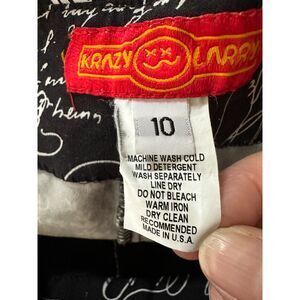 KRAZY LARRY
10
MACHINE WASH COLD
MILD DETERGENT
WASH SEPARATELY
LINE DRY
DO NOT BLEACH
WARM IRON
DRY CLEAN
RECOMMENDED
MADE IN U.S.A.